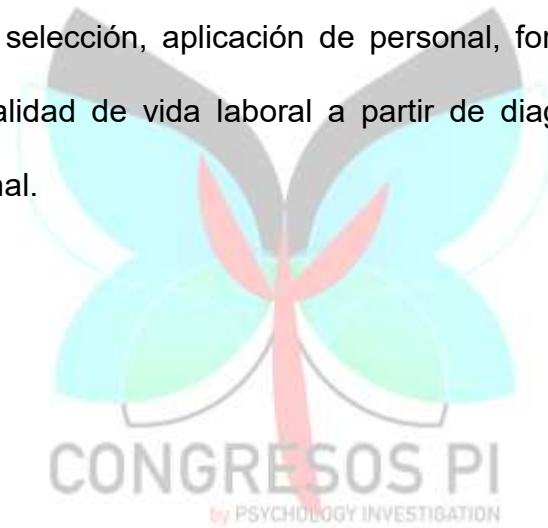 selección, aplicación de personal, for
alidad de vida laboral a partir de diag
nal.
CONGRESOS PI
by PSYCHOLOGY INVESTIGATION